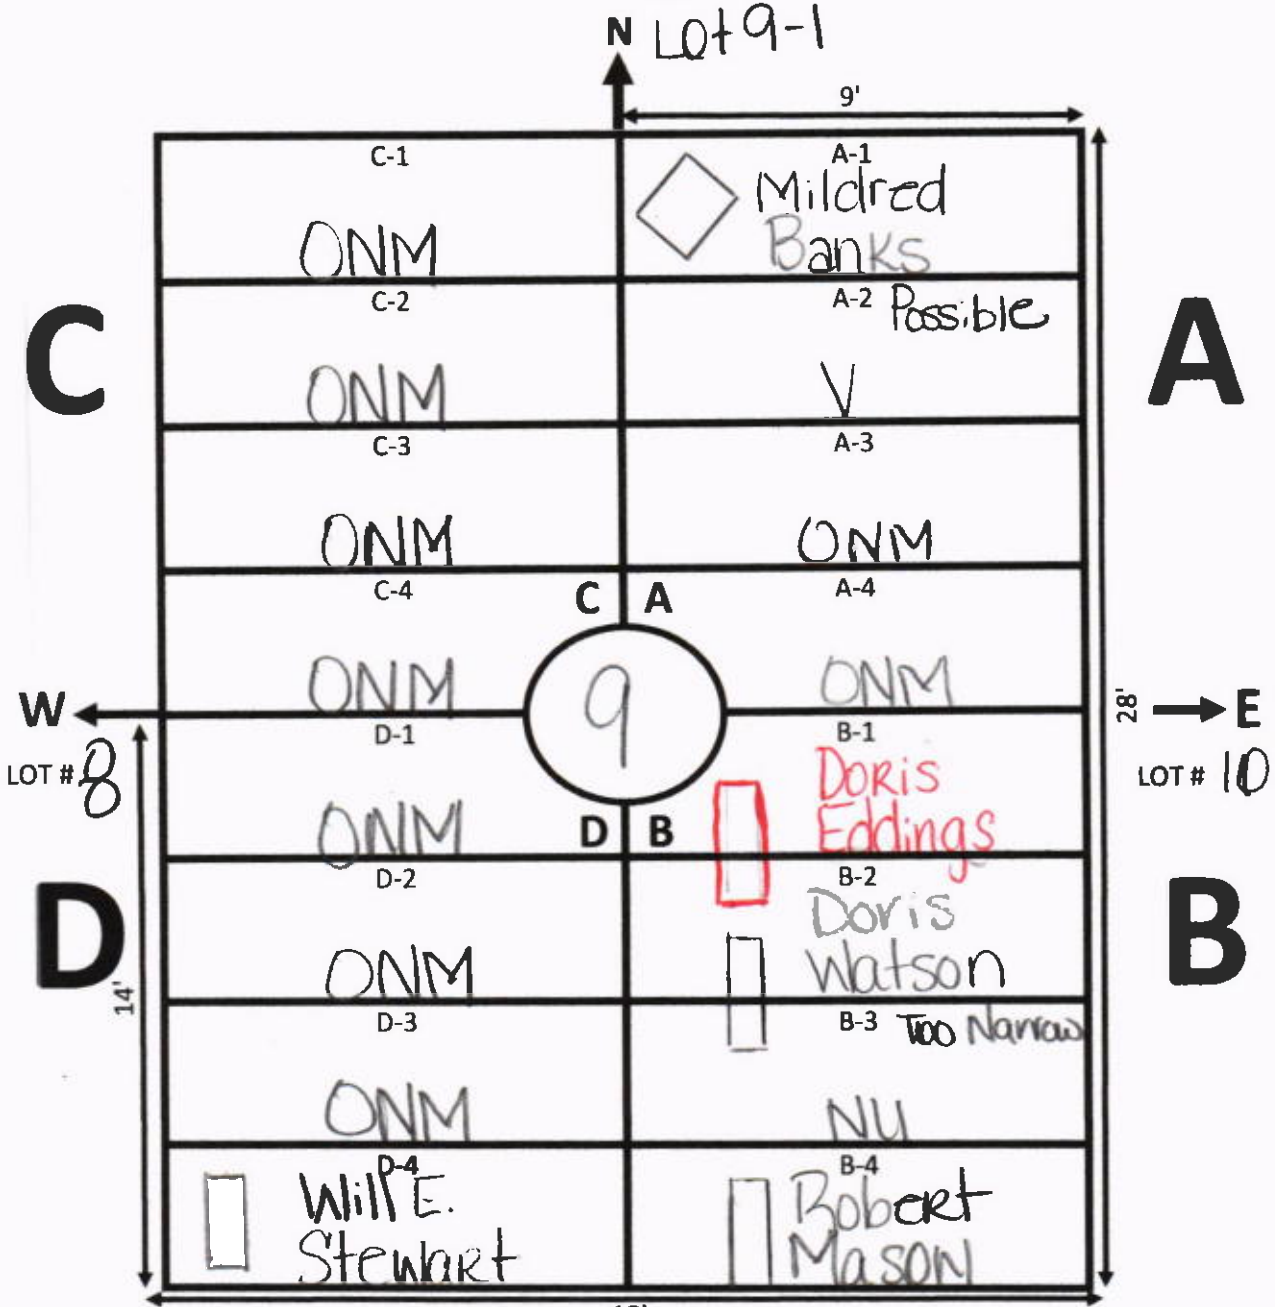 N Lot 9-1
9'
C-1 A-1
Mildred
ONM Banks
C-2 A-2 Possible
C A
ONM V
C-3 A-3
ONM ONM
C-4 C A A-4
ONM 9 ONM
W 28' E
D-1 B-1
LOT # 8 Doris LOT # 10
ONM D B Eddings
D-2 B-2
Doris
D B
ONM Watson
14'
D-3 B-3 Too Narrow
ONM NU
D-4 B-4
Will E. Robert
Stewart Mason